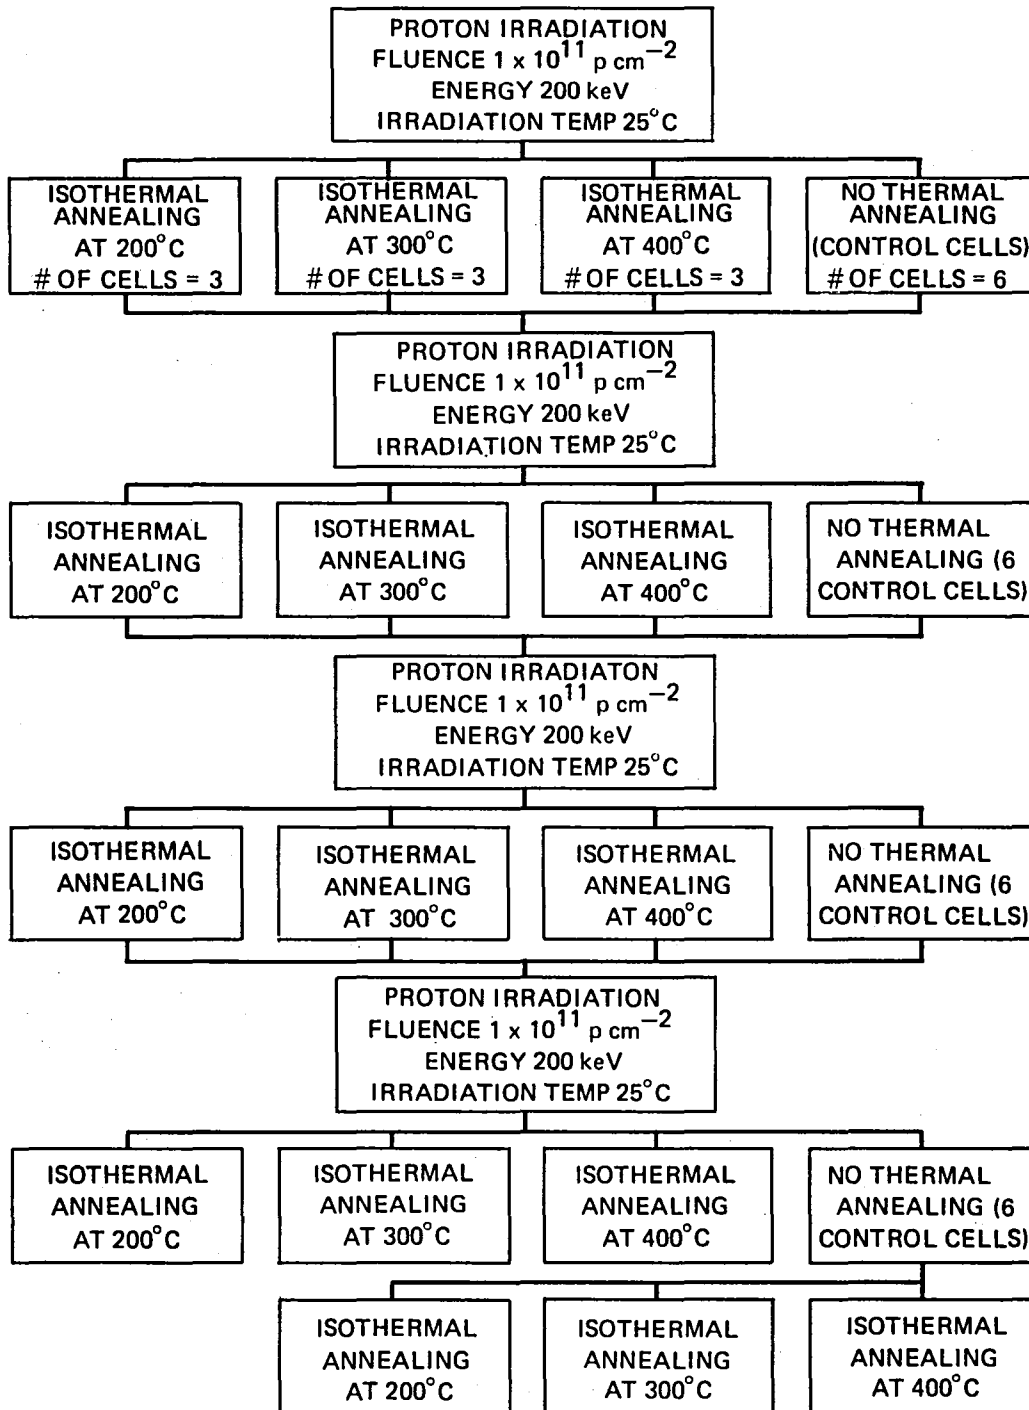 PROTON IRRADIATION
FLUENCE 1 x 10¹¹ p cm⁻²
ENERGY 200 keV
IRRADIATION TEMP 25°C
ISOTHERMAL
ANNEALING
AT 200°C
# OF CELLS = 3
ISOTHERMAL
ANNEALING
AT 300°C
# OF CELLS = 3
ISOTHERMAL
ANNEALING
AT 400°C
# OF CELLS = 3
NO THERMAL
ANNEALING
(CONTROL CELLS)
# OF CELLS = 6
PROTON IRRADIATION
FLUENCE 1 x 10¹¹ p cm⁻²
ENERGY 200 keV
IRRADIATION TEMP 25°C
ISOTHERMAL
ANNEALING
AT 200°C
ISOTHERMAL
ANNEALING
AT 300°C
ISOTHERMAL
ANNEALING
AT 400°C
NO THERMAL
ANNEALING (6
CONTROL CELLS)
PROTON IRRADIATON
FLUENCE 1 x 10¹¹ p cm⁻²
ENERGY 200 keV
IRRADIATION TEMP 25°C
ISOTHERMAL
ANNEALING
AT 200°C
ISOTHERMAL
ANNEALING
AT 300°C
ISOTHERMAL
ANNEALING
AT 400°C
NO THERMAL
ANNEALING (6
CONTROL CELLS)
PROTON IRRADIATION
FLUENCE 1 x 10¹¹ p cm⁻²
ENERGY 200 keV
IRRADIATION TEMP 25°C
ISOTHERMAL
ANNEALING
AT 200°C
ISOTHERMAL
ANNEALING
AT 300°C
ISOTHERMAL
ANNEALING
AT 400°C
NO THERMAL
ANNEALING (6
CONTROL CELLS)
ISOTHERMAL
ANNEALING
AT 200°C
ISOTHERMAL
ANNEALING
AT 300°C
ISOTHERMAL
ANNEALING
AT 400°C